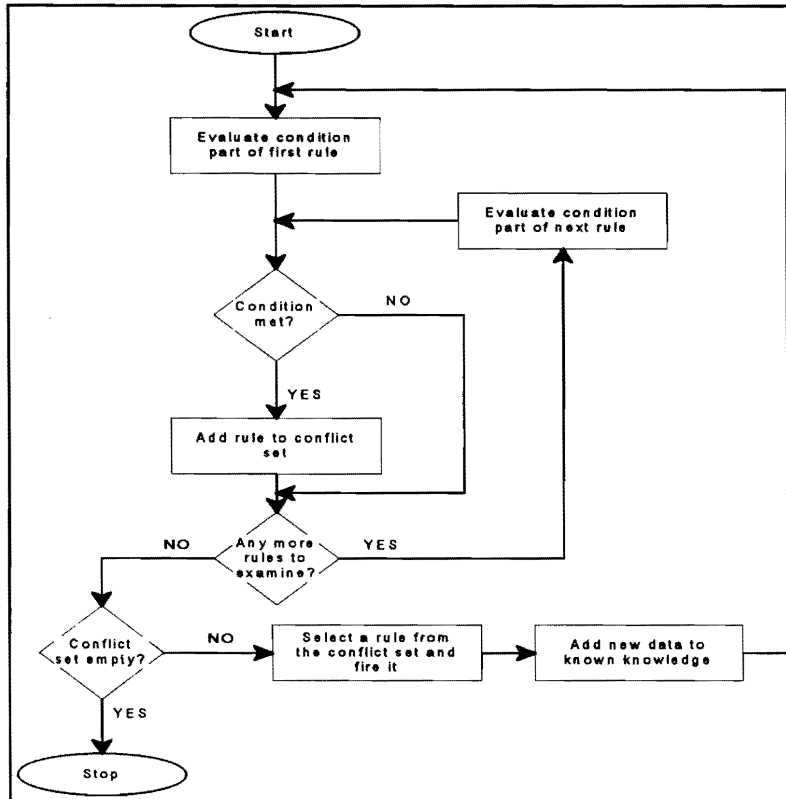 Start
Evaluate condition
part of first rule
Evaluate condition
part of next rule
Condition
met?
NO
YES
Add rule to conflict
set
NO
Any more
rules to
examine?
YES
Conflict
set empty?
NO
Select a rule from
the conflict set and
fire it
Add new data to
known knowledge
YES
Stop